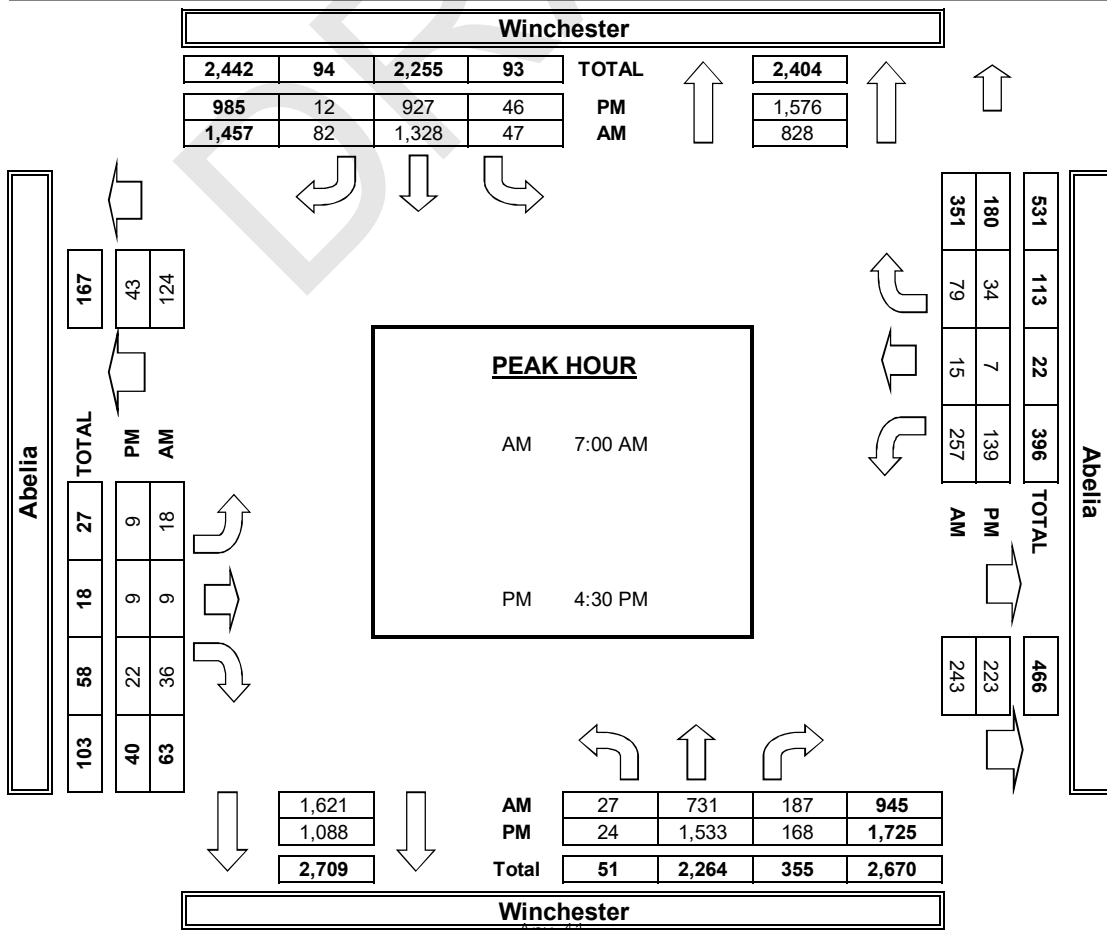 Winchester
2,442 94 2,255 93 TOTAL 2,404
985 12 927 46 PM 1,576
1,457 82 1,328 47 AM 828
Abelia
167 43 124
TOTAL PM AM
27 9 18
18 9 9
58 22 36
103 40 63
PEAK HOUR
AM 7:00 AM
PM 4:30 PM
351 180 531
79 34 113
15 7 22
257 139 396
AM PM TOTAL
243 223 466
Abelia
1,621 AM 27 731 187 945
1,088 PM 24 1,533 168 1,725
2,709 Total 51 2,264 355 2,670
Winchester
DRA